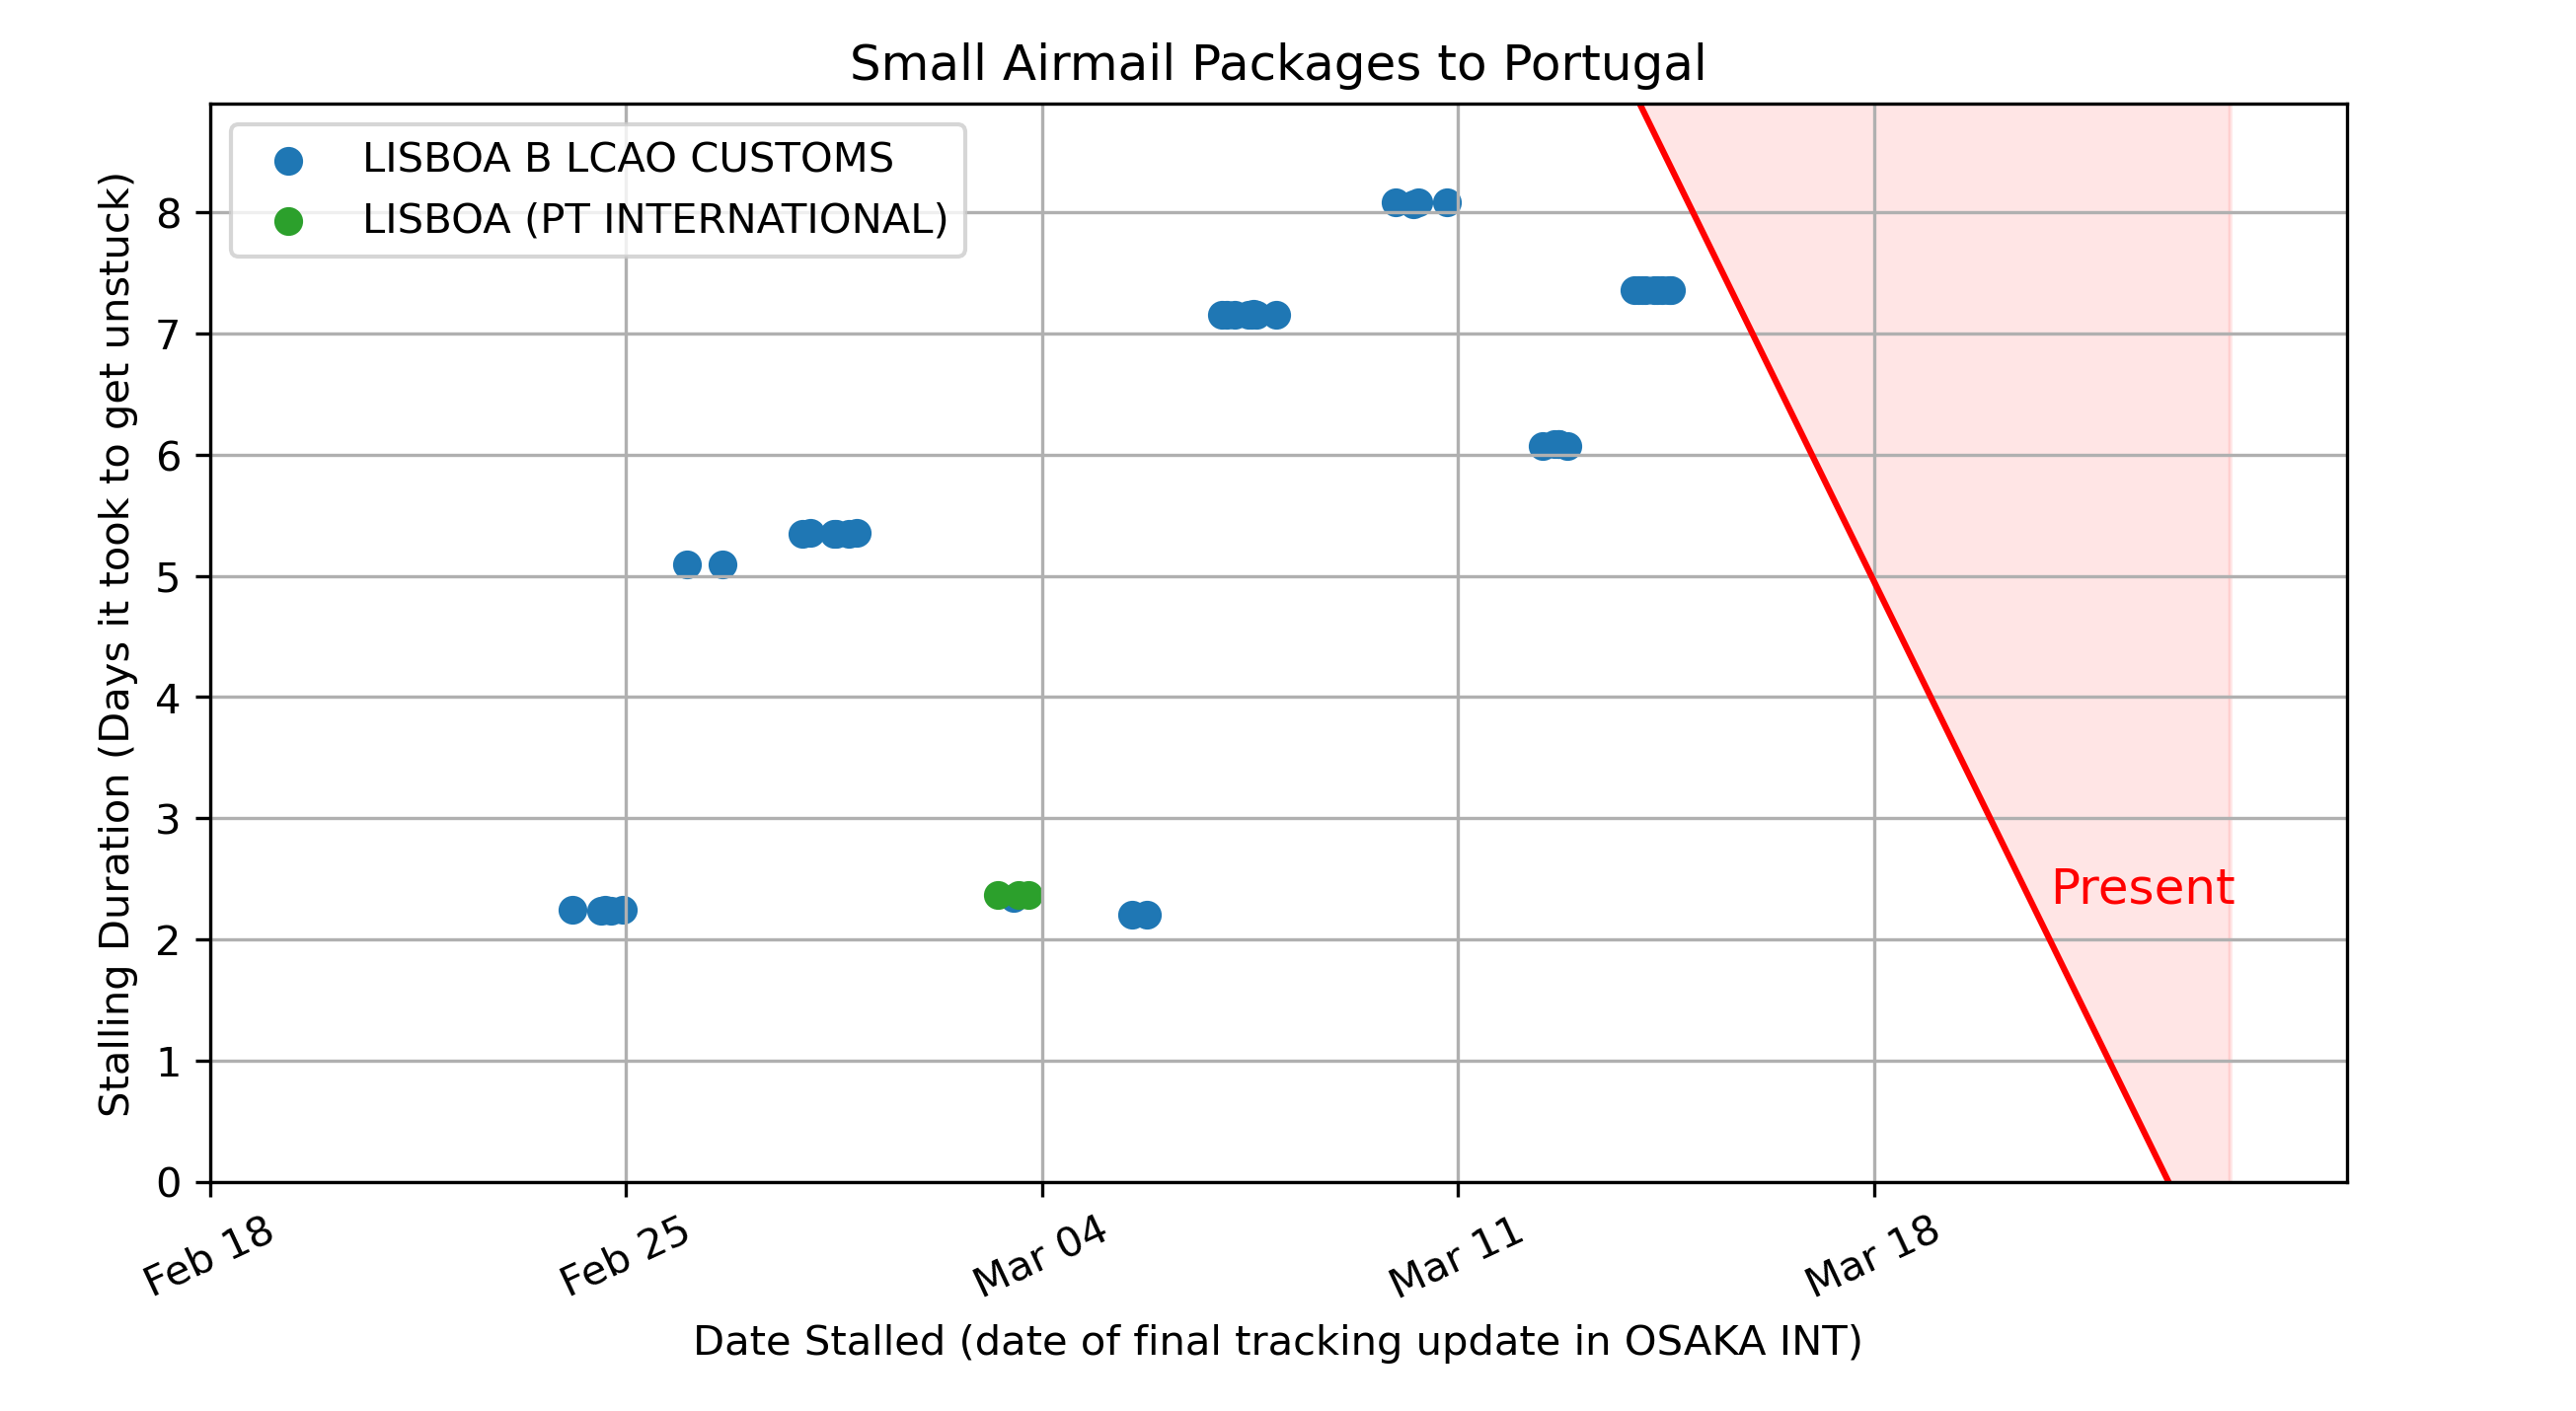 Small Airmail Packages to Portugal
LISBOA B LCAO CUSTOMS
LISBOA (PT INTERNATIONAL)
Stalling Duration (Days it took to get unstuck)
8
7
6
5
4
3
2
1
0
Present
Feb 18
Feb 25
Mar 04
Mar 11
Mar 18
Date Stalled (date of final tracking update in OSAKA INT)